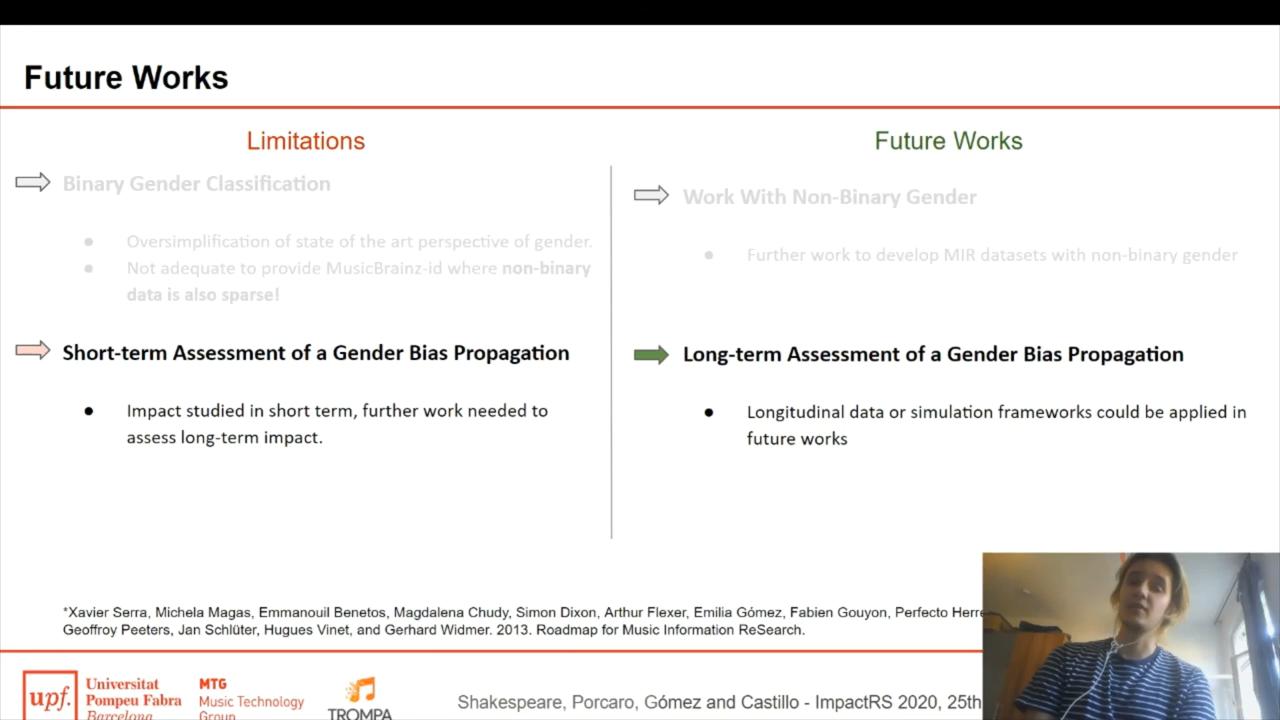 Future Works
Limitations
Binary Gender Classification
● Oversimplification of state of the art perspective of gender.
● Not adequate to provide MusicBrainz-id where non-binary
data is also sparse!
Short-term Assessment of a Gender Bias Propagation
● Impact studied in short term, further work needed to
assess long-term impact.
Future Works
Work With Non-Binary Gender
● Further work to develop MIR datasets with non-binary gender
Long-term Assessment of a Gender Bias Propagation
● Longitudinal data or simulation frameworks could be applied in
future works
*Xavier Serra, Michela Magas, Emmanouil Benetos, Magdalena Chudy, Simon Dixon, Arthur Flexer, Emilia Gómez, Fabien Gouyon, Perfecto
Geoffroy Peeters, Jan Schlüter, Hugues Vinet, and Gerhard Widmer. 2013. Roadmap for Music Information ReSearch.
upf.
Universitat
Pompeu Fabra
Barcelona
MTG
Music Technology
Group
TROMPA
Shakespeare, Porcaro, Gómez and Castillo - ImpactRS 2020, 25th